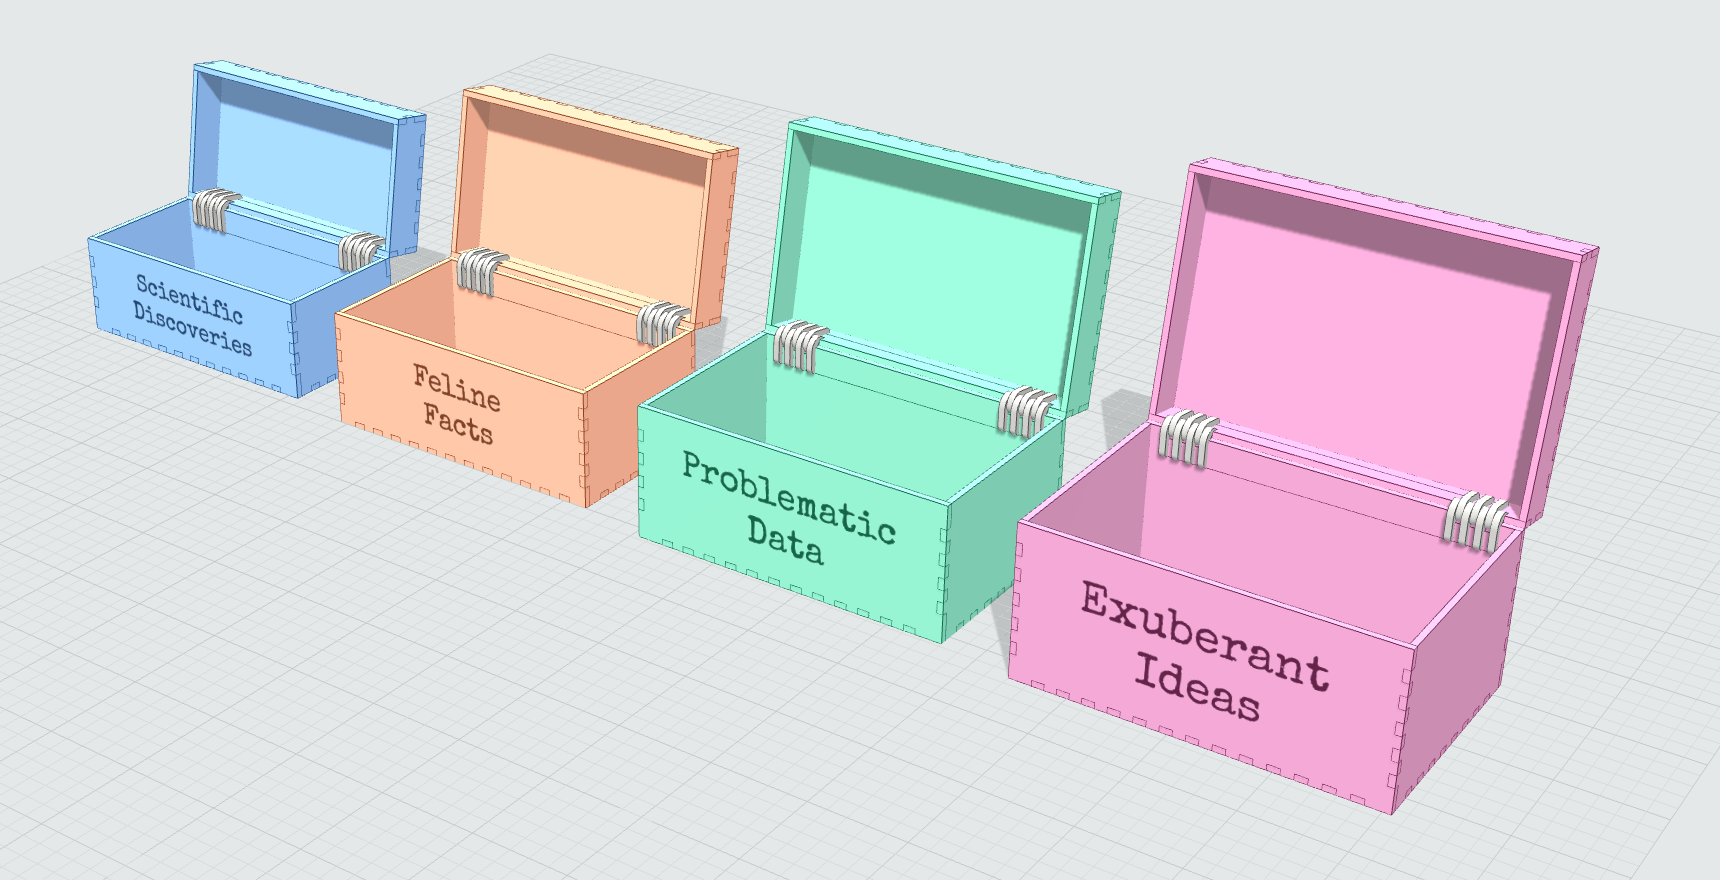 Scientific
Discoveries
Feline
Facts
Problematic
Data
Exuberant
Ideas